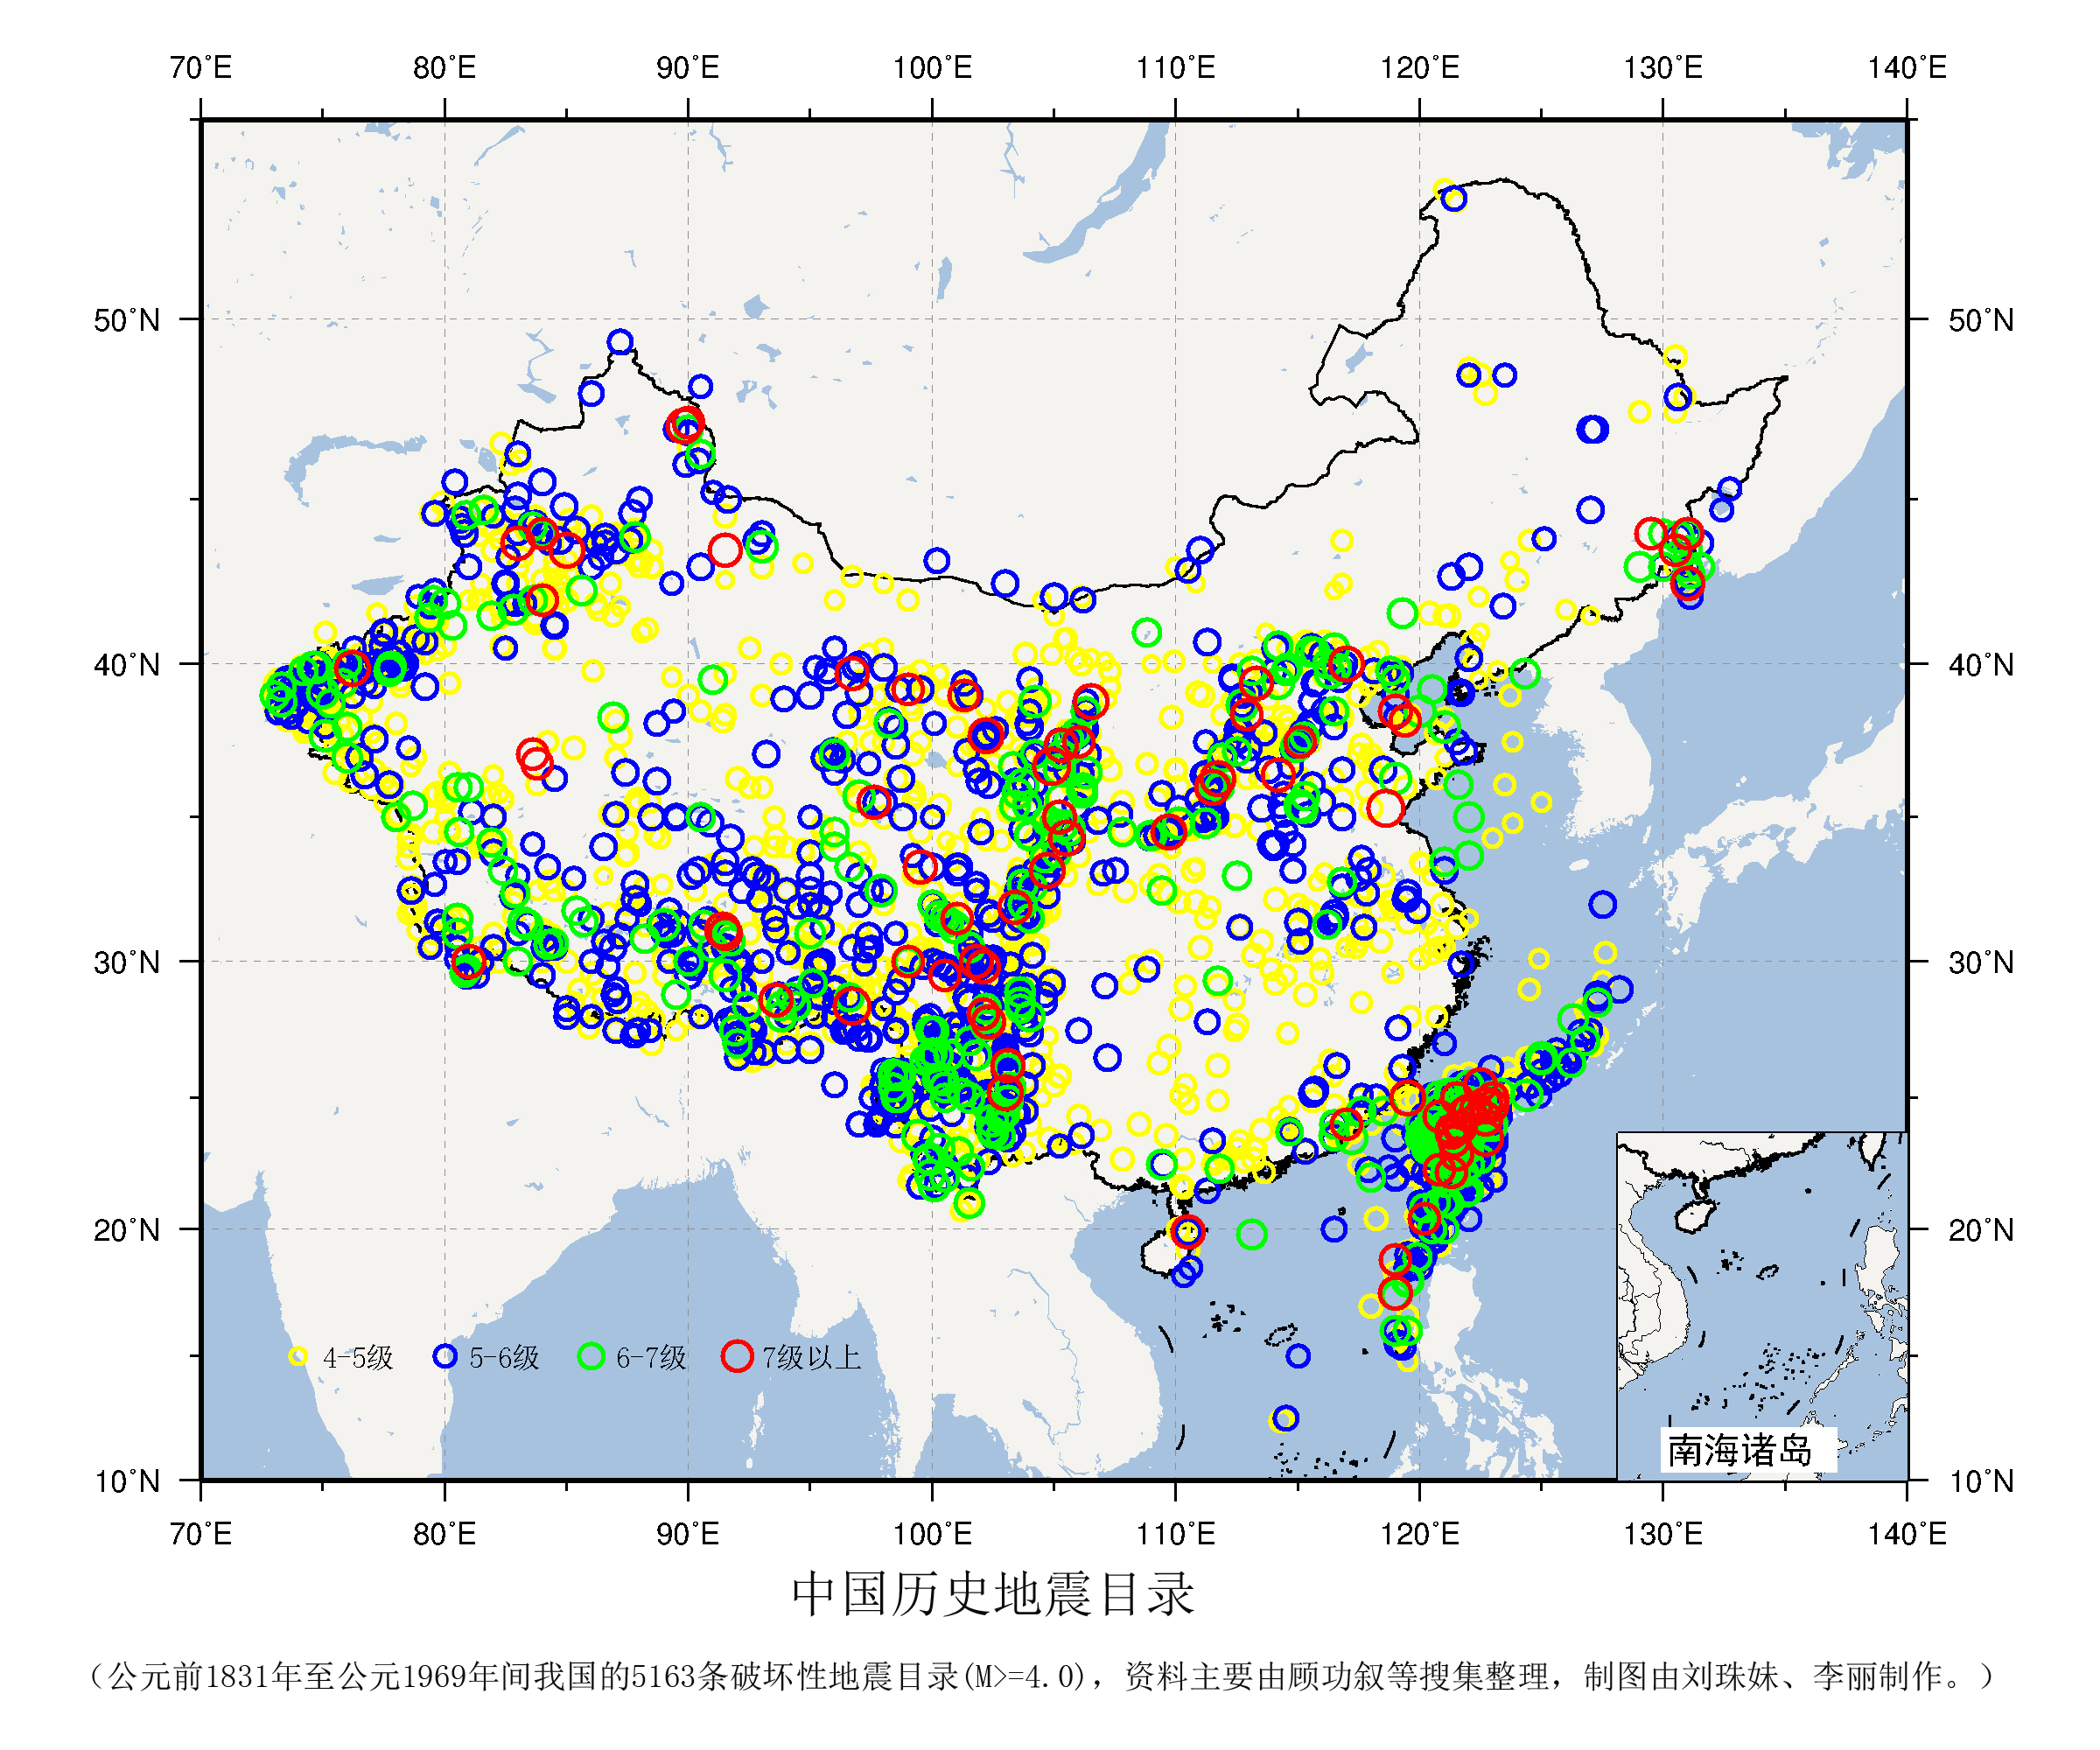 70°E 80°E 90°E 100°E 110°E 120°E 130°E 140°E
50°N 50°N
40°N 40°N
30°N 30°N
20°N 20°N
4-5级 5-6级 6-7级 7级以上
南海诸岛
10°N 10°N
70°E 80°E 90°E 100°E 110°E 120°E 130°E 140°E
中国历史地震目录
（公元前1831年至公元1969年间我国的5163条破坏性地震目录(M>=4.0)，资料主要由顾功叙等搜集整理，制图由刘珠妹、李丽制作。）